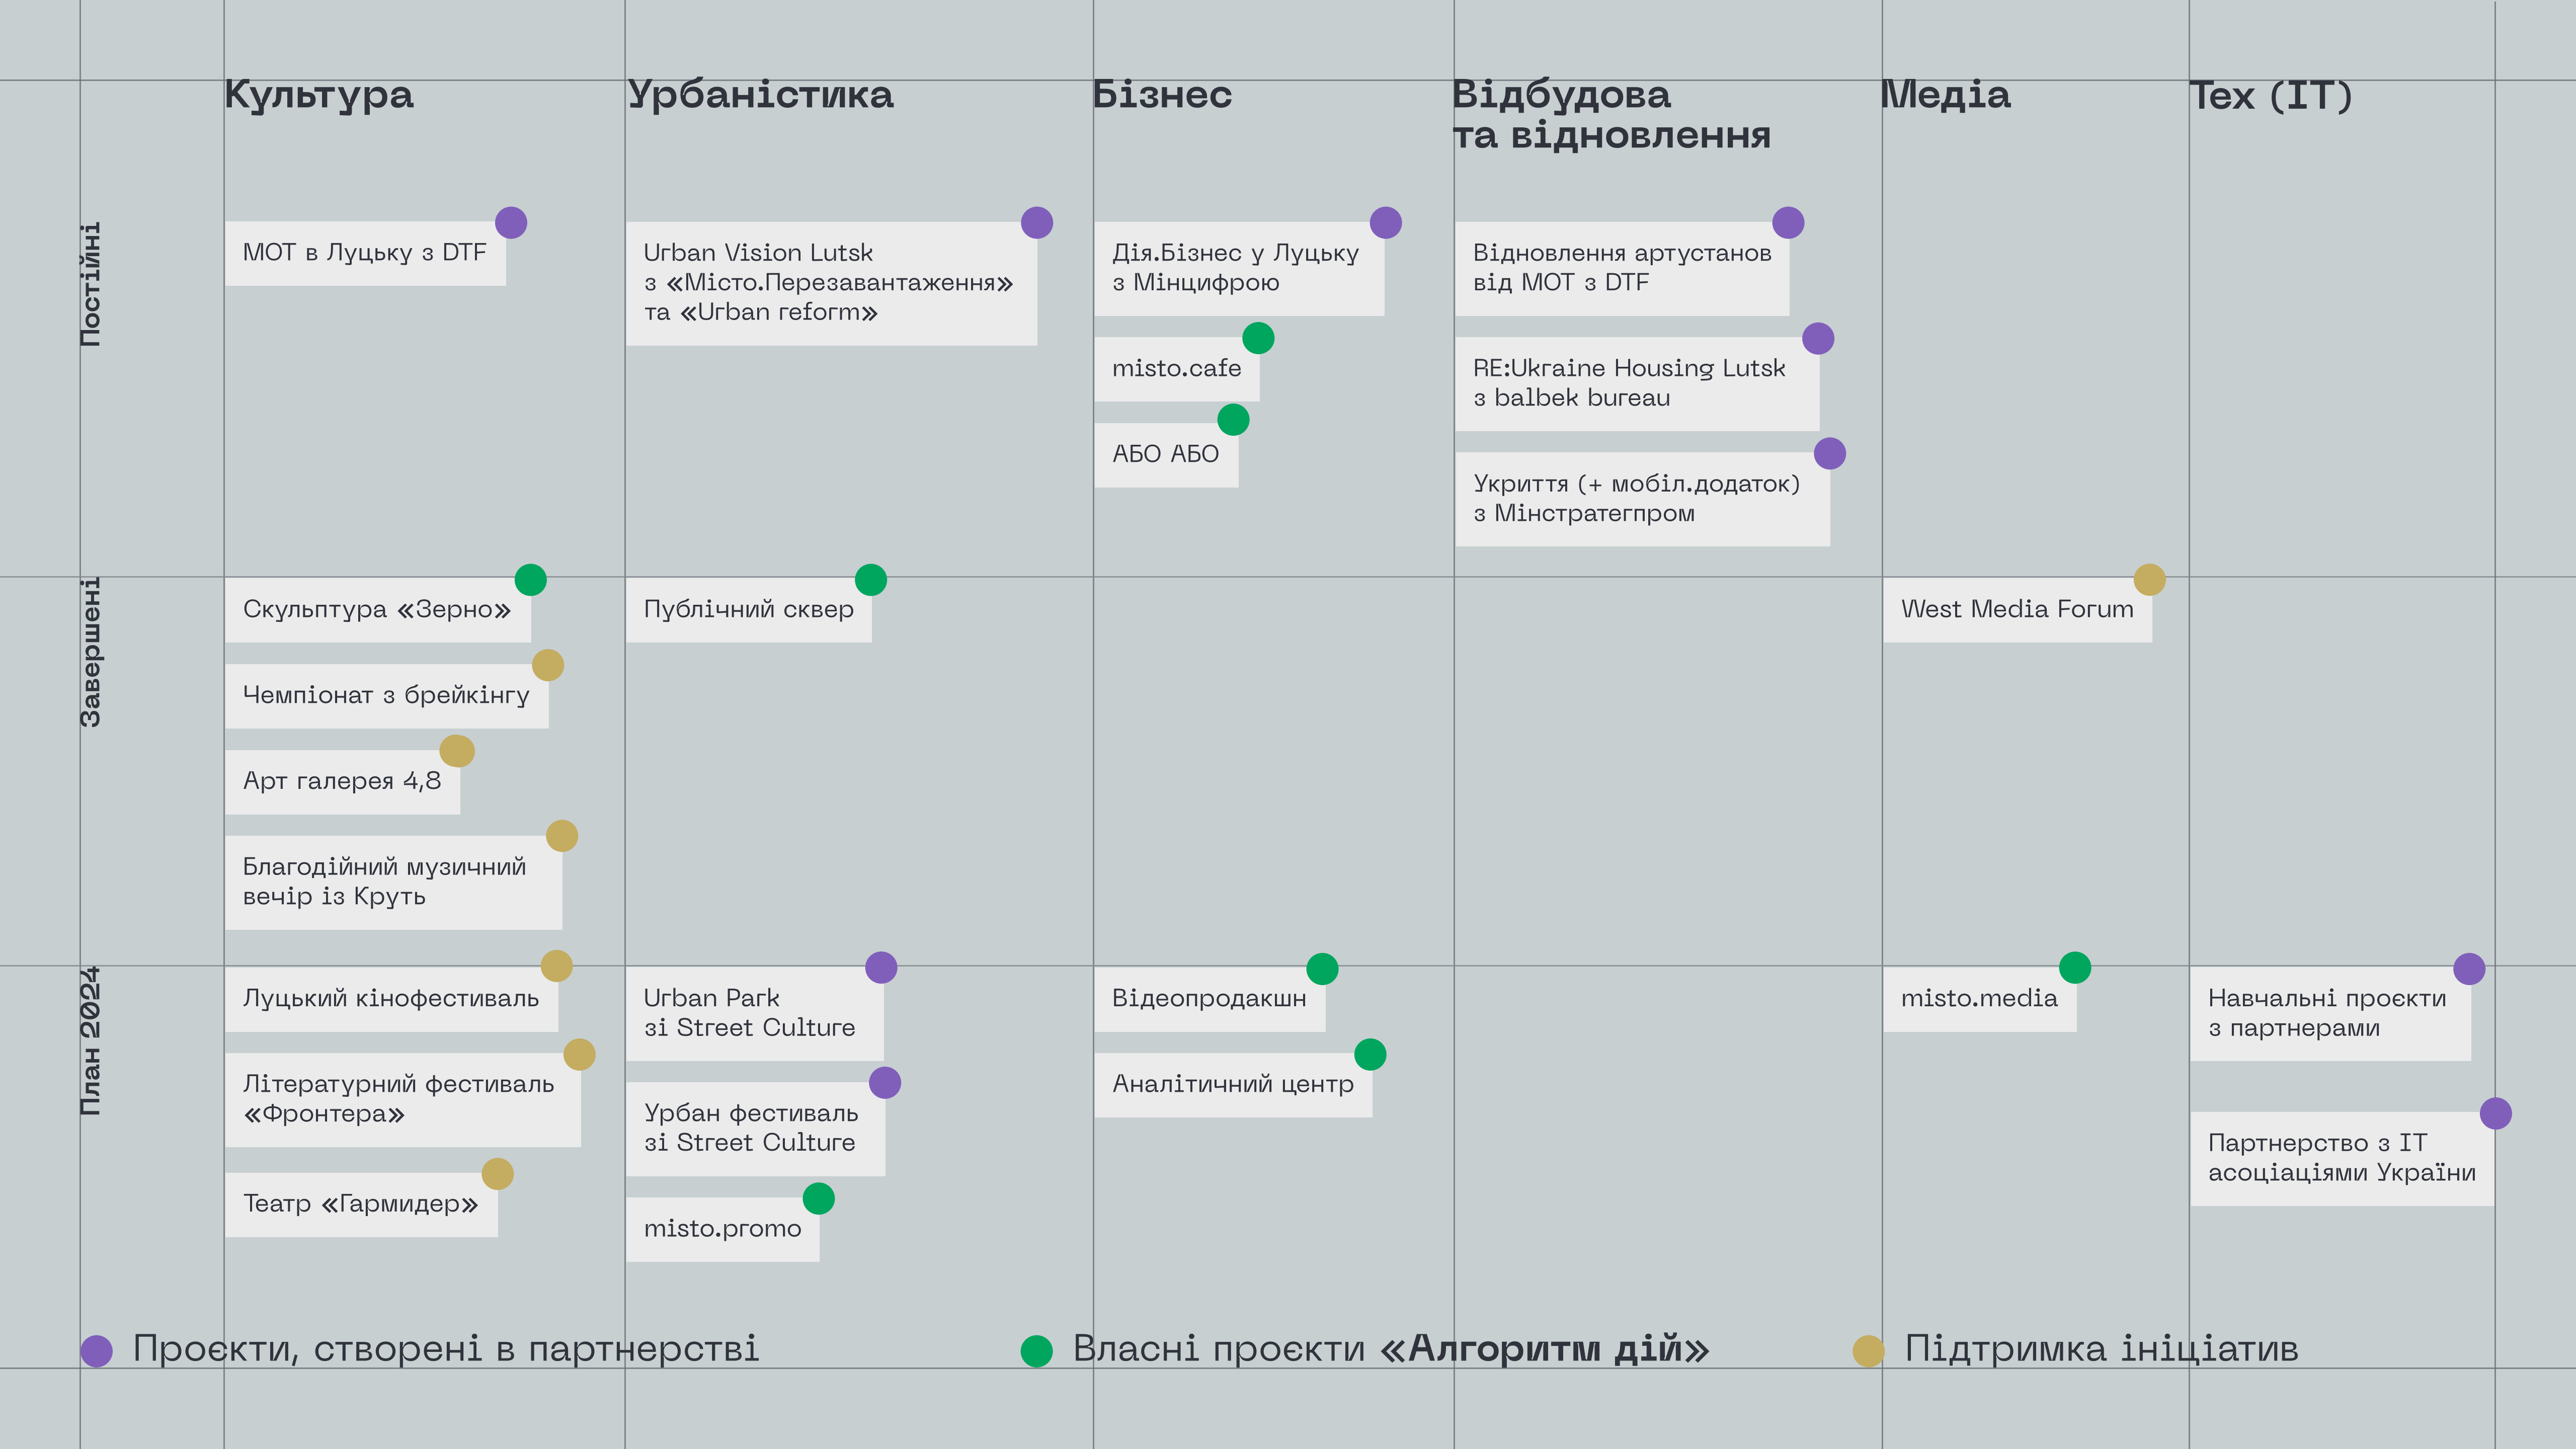 Культура
Урбаністика
Бізнес
Відбудова
та відновлення
Медіа
Тех (IT)
Постійні
МОТ в Луцьку з DTF
Urban Vision Lutsk
з «Місто.Перезавантаження»
та «Urban reform»
Дія.Бізнес у Луцьку
з Мінцифрою
misto.cafe
АБО АБО
Відновлення артустанов
від МОТ з DTF
RE:Ukraine Housing Lutsk
з balbek bureau
Укриття (+ мобіл.додаток)
з Мінстратегпром
Завершені
Скульптура «Зерно»
Чемпіонат з брейкінгу
Арт галерея 4,8
Благодійний музичний
вечір із Круть
Публічний сквер
West Media Forum
План 2024
Луцький кінофестиваль
Літературний фестиваль
«Фронтера»
Театр «Гармидер»
Urban Park
зі Street Culture
Урбан фестиваль
зі Street Culture
misto.promo
Відеопродакшн
Аналітичний центр
misto.media
Навчальні проєкти
з партнерами
Партнерство з IT
асоціаціями України
Проєкти, створені в партнерстві
Власні проєкти «Алгоритм дій»
Підтримка ініціатив